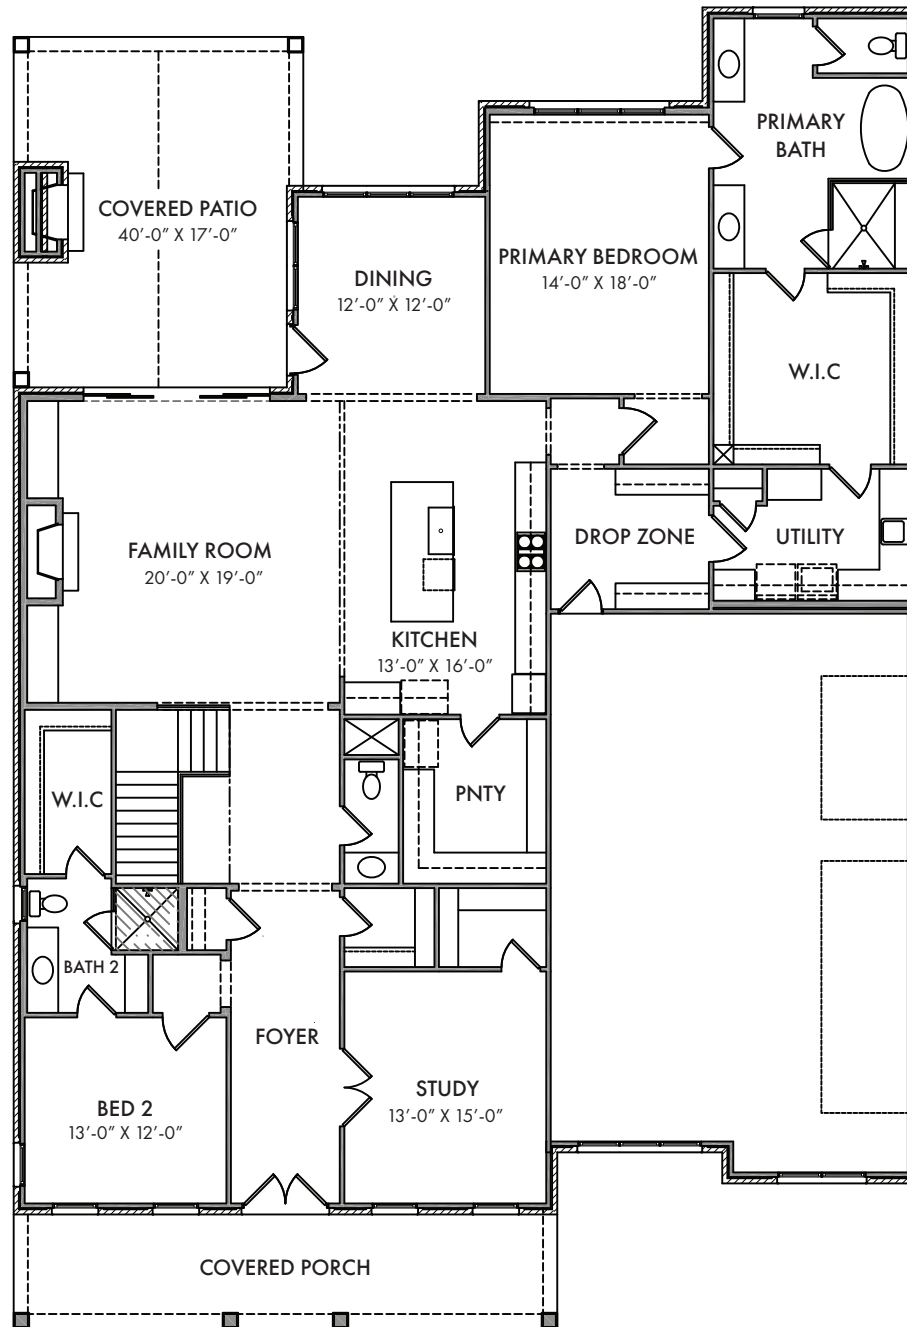 PRIMARY
BATH
COVERED PATIO
40’-0” X 17’-0”
PRIMARY BEDROOM
14’-0” X 18’-0”
DINING
12’-0” X 12’-0”
W.I.C
FAMILY ROOM
20’-0” X 19’-0”
DROP ZONE
UTILITY
KITCHEN
13’-0” X 16’-0”
W.I.C
PNTY
BATH 2
FOYER
BED 2
13’-0” X 12’-0”
STUDY
13’-0” X 15’-0”
COVERED PORCH